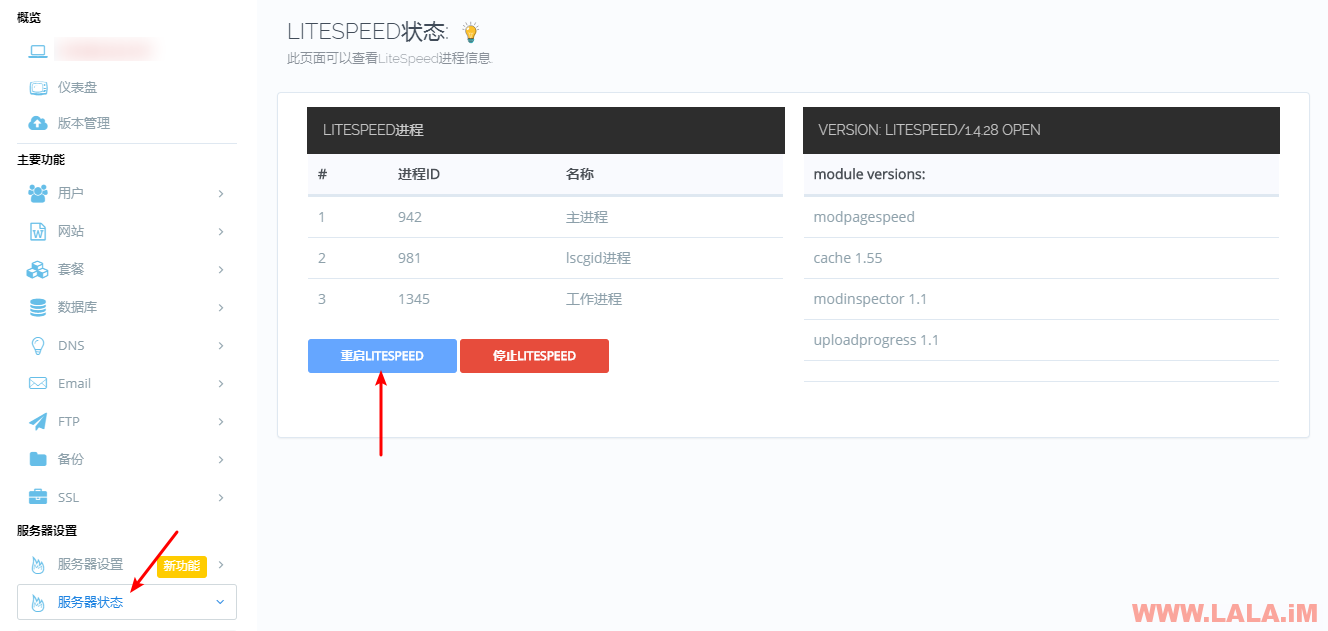 概览
仪表盘
版本管理
主要功能
用户
网站
套餐
数据库
DNS
Email
FTP
备份
SSL
服务器设置
服务器设置 新功能
服务器状态
LITESPEED状态:
此页面可以查看LiteSpeed进程信息.
LITESPEED进程
# 进程ID 名称
1 942 主进程
2 981 lscgid进程
3 1345 工作进程
重启LITESPEED 停止LITESPEED
VERSION: LITESPEED/1.4.28 OPEN
module versions:
modpagespeed
cache 1.55
modinspector 1.1
uploadprogress 1.1
WWW.LALA.iM